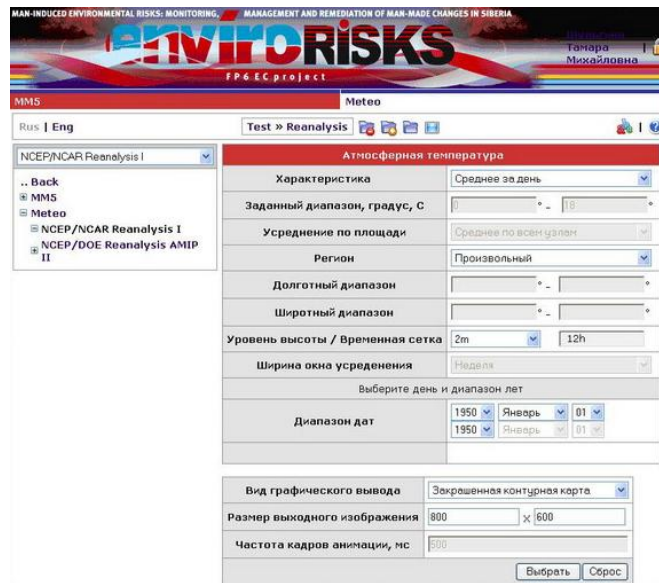 MAN-INDUCED ENVIRONMENTAL RISKS: MONITORING, MANAGEMENT AND REMEDIATION OF MAN-MADE CHANGES IN SIBERIA
enviroRISKS
FP6 EC project
Тамара
Михайловна
MM5 Meteo
Rus | Eng
Test » Reanalysis
NCEP/NCAR Reanalysis I
.. Back
MM5
Meteo
NCEP/NCAR Reanalysis I
NCEP/DOE Reanalysis AMIP
II
Атмосферная температура
Характеристика Среднее за день
Заданный диапазон, градус, С 0 ° - 18 °
Усреднение по площади Среднее по всем узлам
Регион Произвольный
Долготный диапазон ° - °
Широтный диапазон ° - °
Уровень высоты / Временная сетка 2m 12h
Ширина окна усреденения Неделя
Выберите день и диапазон лет
Диапазон дат
1950 Январь 01
1950 Январь 01
Вид графического вывода Закрашенная контурная карта
Размер выходного изображения 800 x 600
Частота кадров анимации, мс 500
Выбрать Сброс